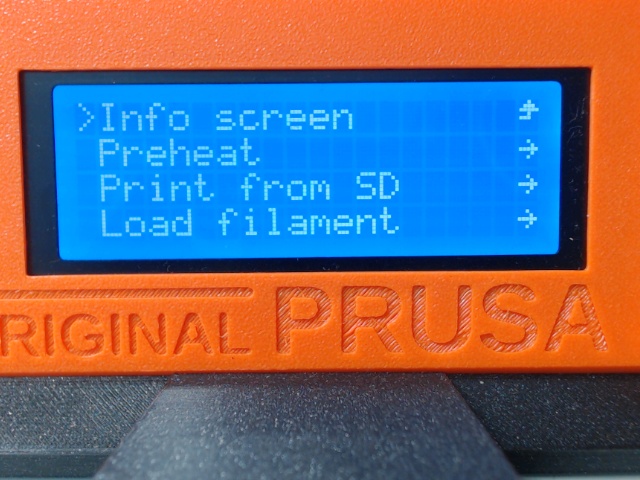 >Info screen
Preheat →
Print from SD →
Load filament →
RIGINAL PRUSA